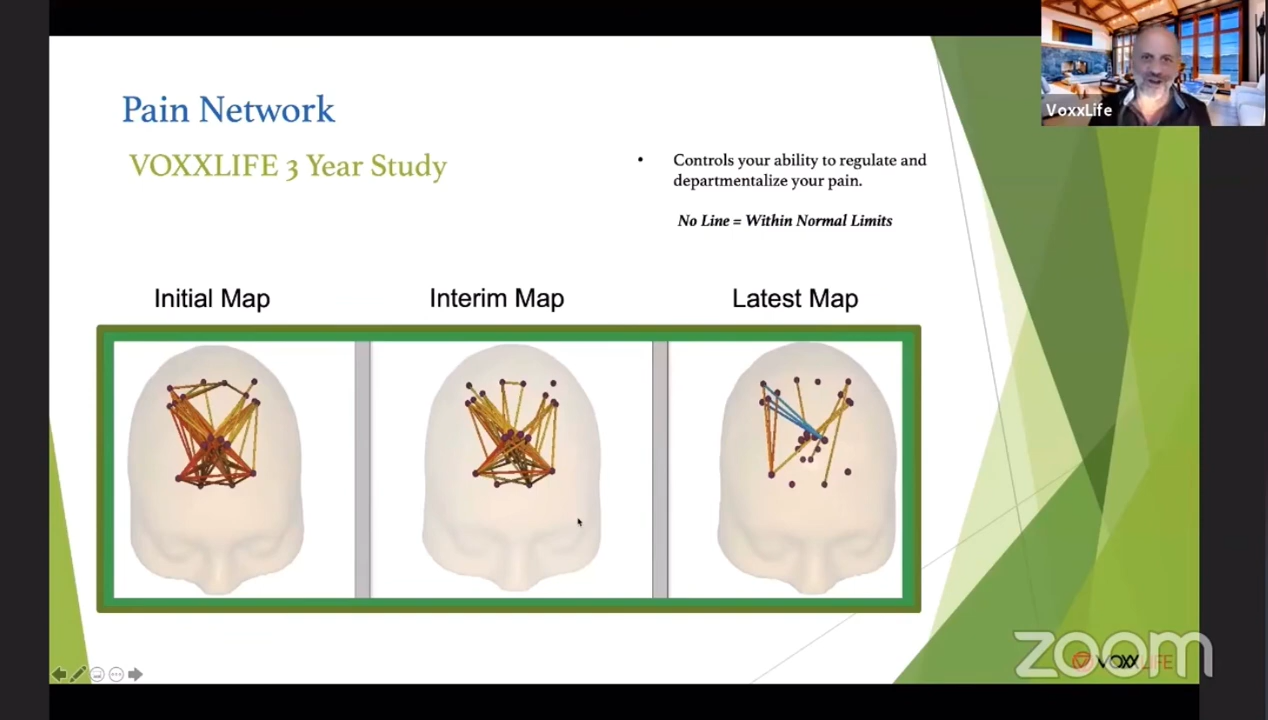 VoxxLife
Pain Network
VOXXLIFE 3 Year Study
• Controls your ability to regulate and
departmentalize your pain.
No Line = Within Normal Limits
Initial Map
Interim Map
Latest Map
zoom
VOXXLIFE